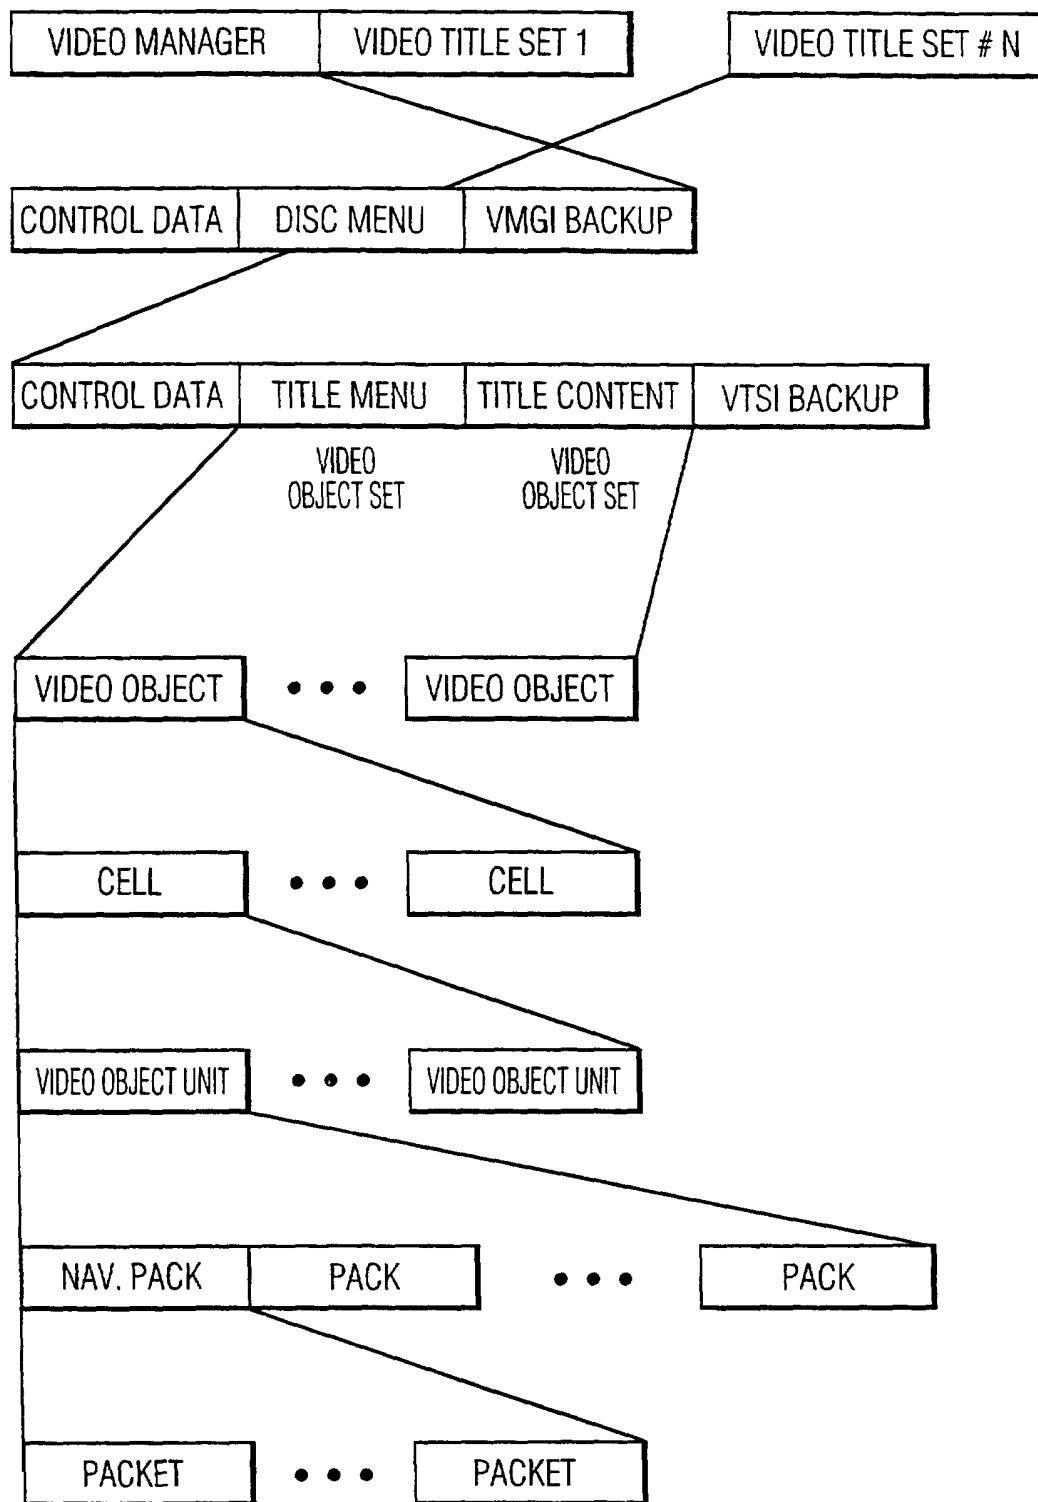 VIDEO MANAGER VIDEO TITLE SET 1 VIDEO TITLE SET # N
CONTROL DATA DISC MENU VMGI BACKUP
CONTROL DATA TITLE MENU TITLE CONTENT VTSI BACKUP
VIDEO OBJECT SET VIDEO OBJECT SET
VIDEO OBJECT VIDEO OBJECT
CELL CELL
VIDEO OBJECT UNIT VIDEO OBJECT UNIT
NAV. PACK PACK PACK
PACKET PACKET